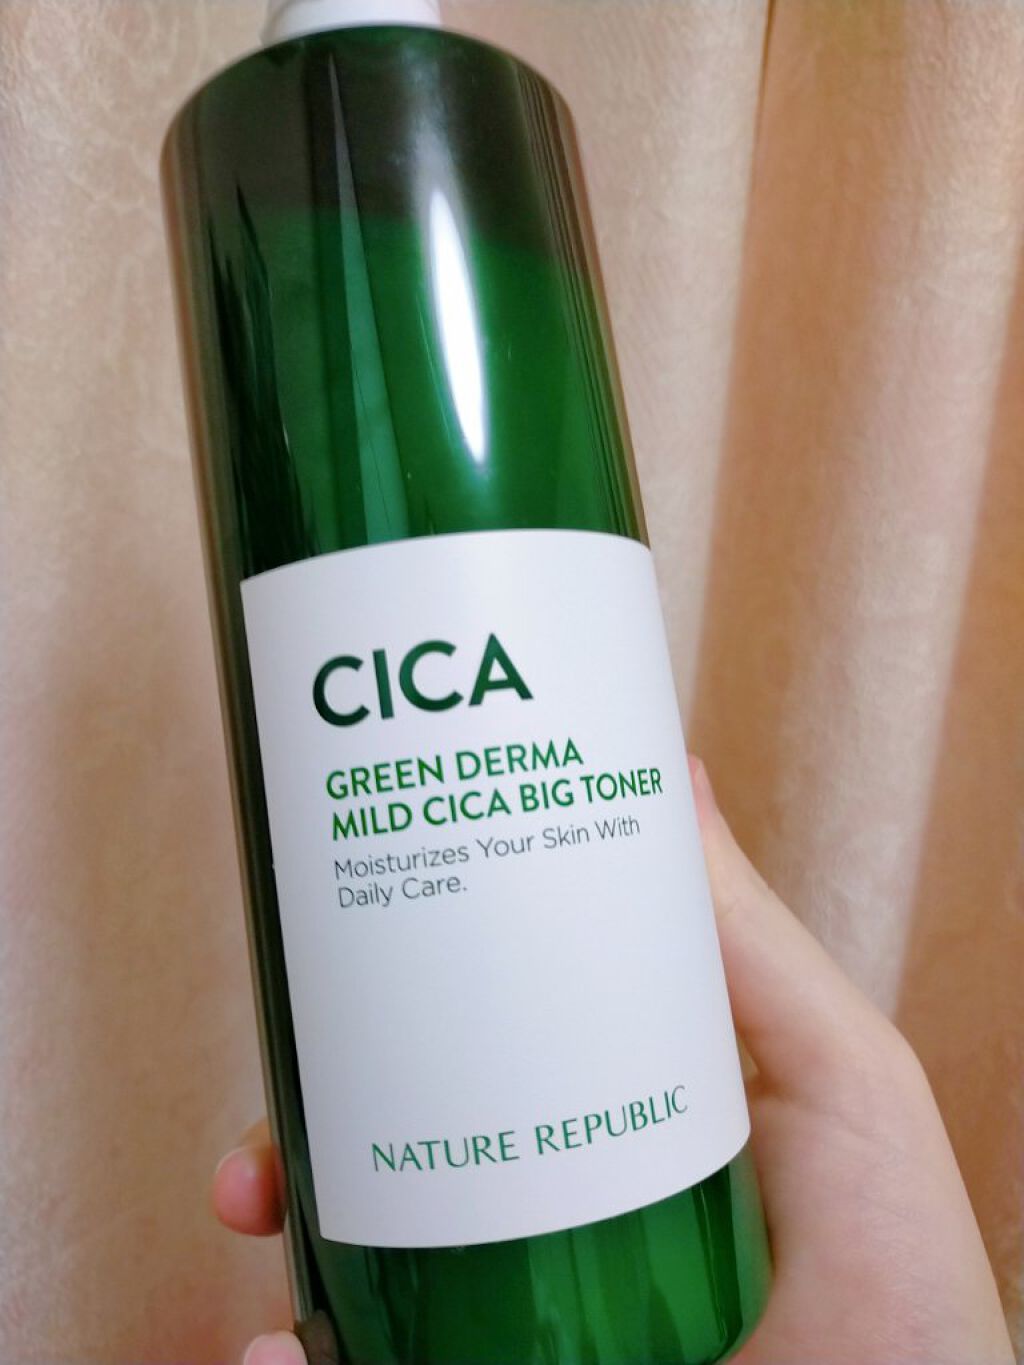 CICA
GREEN DERMA
MILD CICA BIG TONER
Moisturizes Your Skin With
Daily Care.
NATURE REPUBLIC